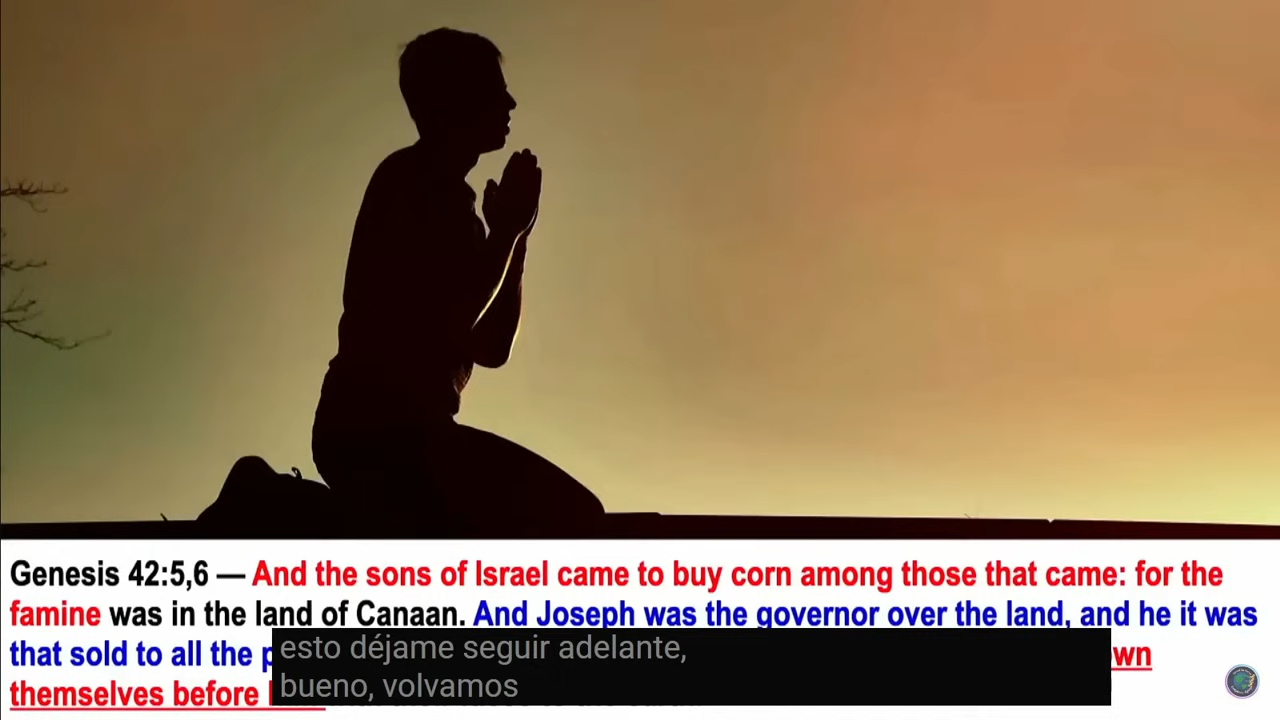 Genesis 42:5,6 — And the sons of Israel came to buy corn among those that came: for the
famine was in the land of Canaan. And Joseph was the governor over the land, and he it was
that sold to all the
esto déjame seguir adelante,
themselves before
bueno, volvamos